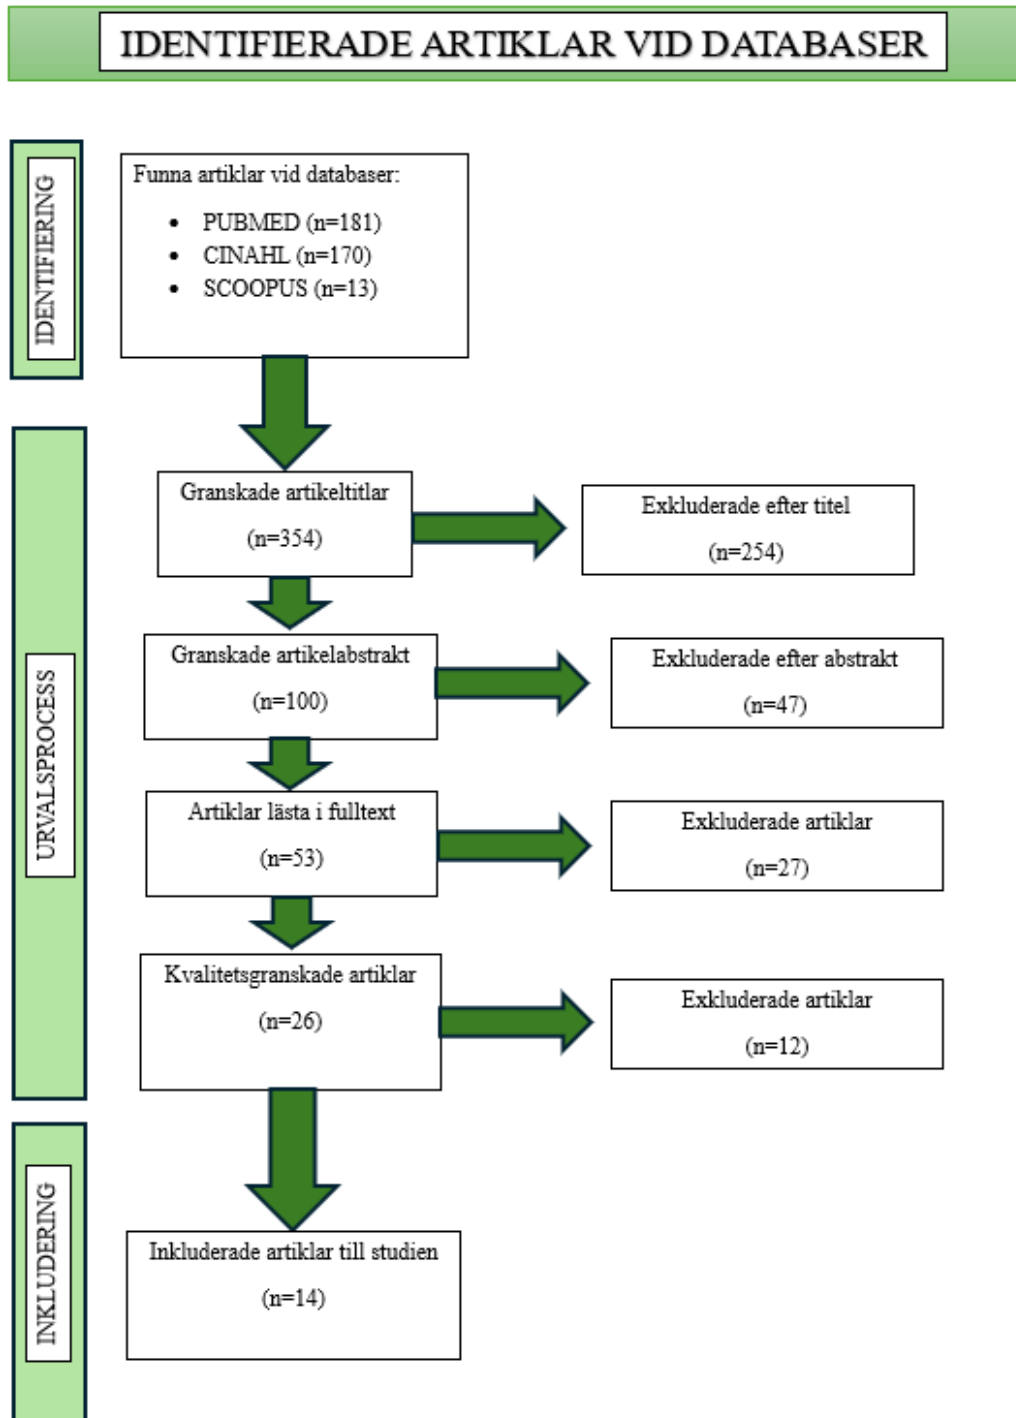 IDENTIFIERADE ARTIKLAR VID DATABASER
IDENTIFIERING
Funna artiklar vid databaser:
• PUBMED (n=181)
• CINAHL (n=170)
• SCOOPUS (n=13)
URVALSPROCESS
Granskade artikeltitlar
(n=354)
Exkluderade efter titel
(n=254)
Granskade artikelabstrakt
(n=100)
Exkluderade efter abstrakt
(n=47)
Artiklar lästa i fulltext
(n=53)
Exkluderade artiklar
(n=27)
Kvalitetsgranskade artiklar
(n=26)
Exkluderade artiklar
(n=12)
INKLUDERING
Inkluderade artiklar till studien
(n=14)